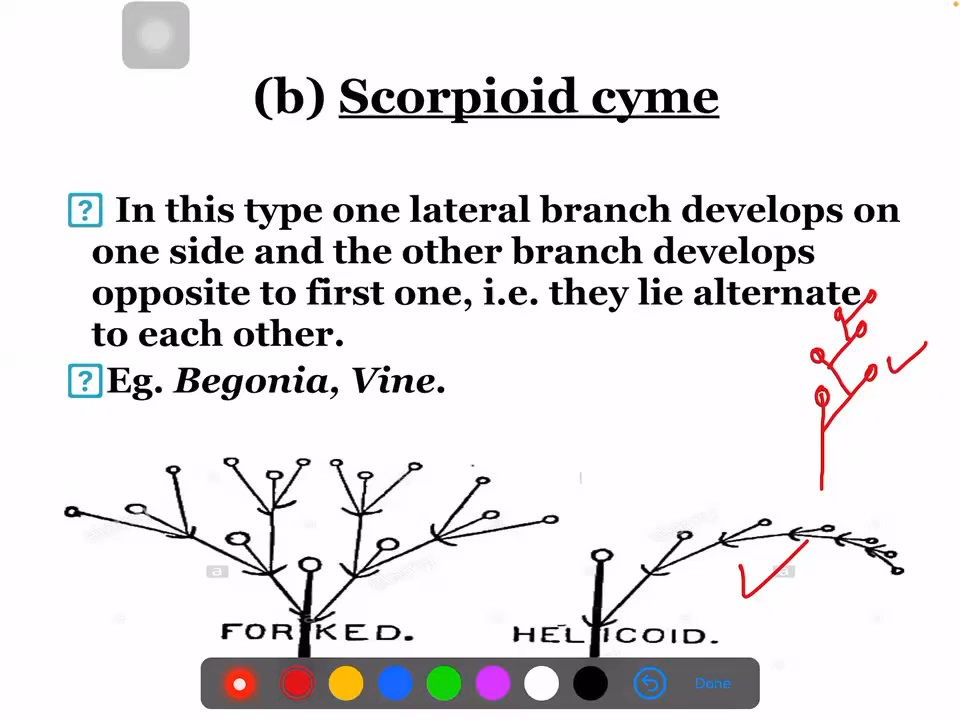 (b) Scorpioid cyme
In this type one lateral branch develops on
one side and the other branch develops
opposite to first one, i.e. they lie alternate
to each other.
Eg. Begonia, Vine.
FORKED.
HELICOID.
Done